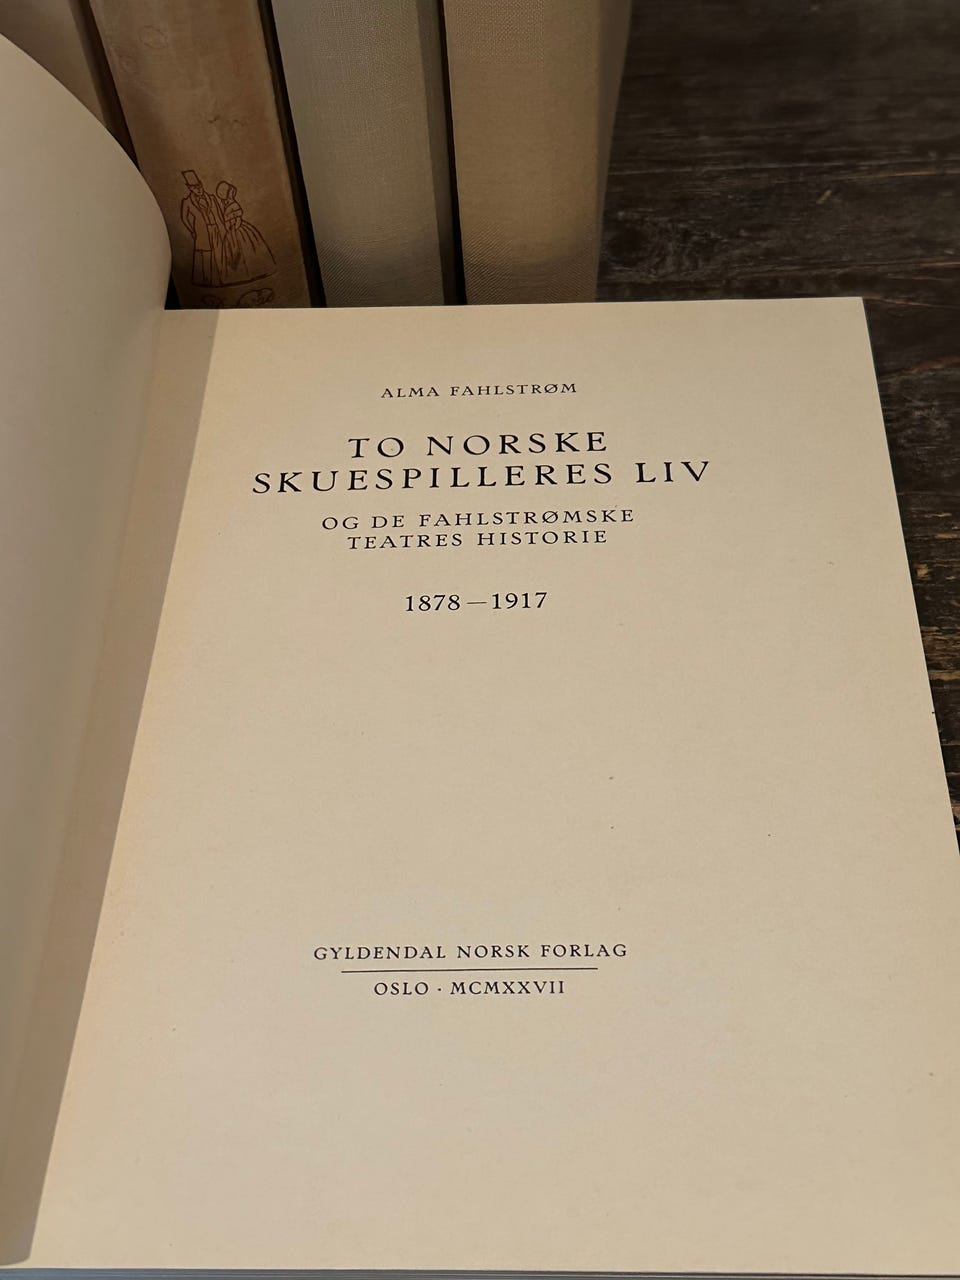 ALMA FAHLSTRØM
TO NORSKE
SKUESPILLERES LIV
OG DE FAHLSTRØMSKE
TEATRES HISTORIE
1878—1917
GYLDENDAL NORSK FORLAG
OSLO · MCMXXVII